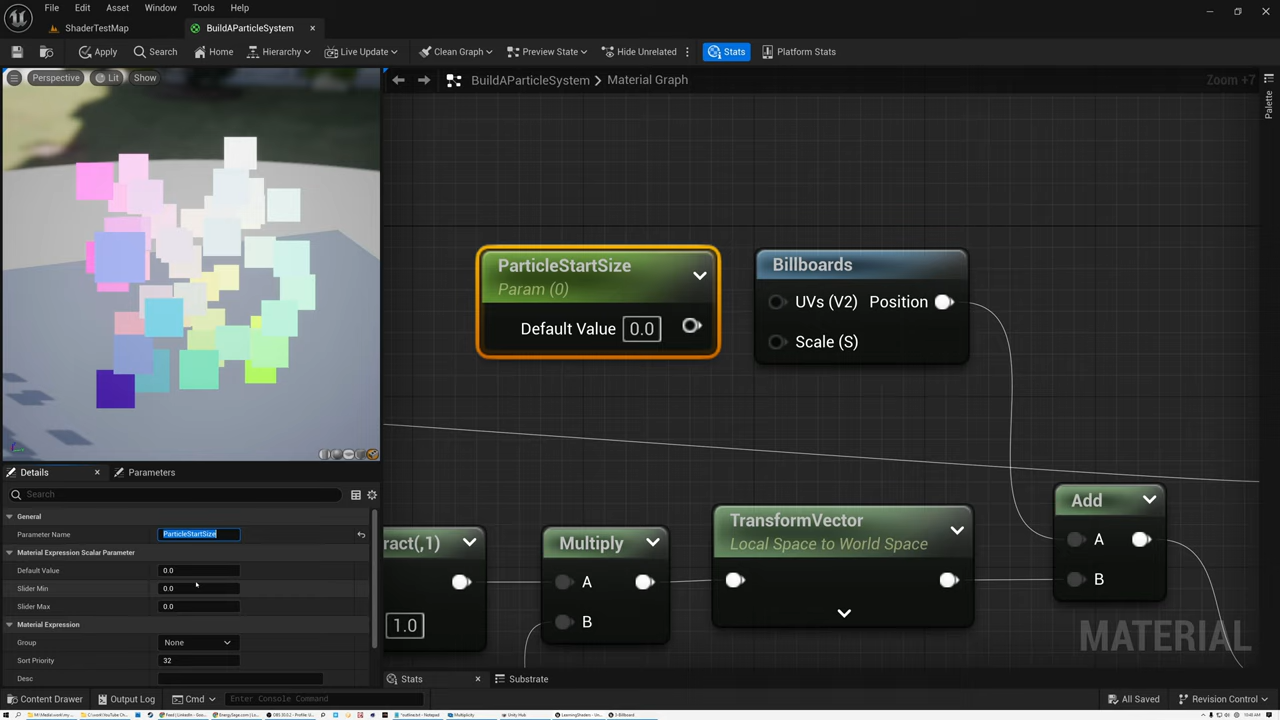 File Edit Asset Window Tools Help
ShaderTestMap BuildAParticleSystem
Apply Search Home Hierarchy Live Update Clean Graph Preview State Hide Unrelated Stats Platform Stats
Perspective Lit Show
BuildAParticleSystem > Material Graph
Zoom +7
Palette
ParticleStartSize
Param (0)
Default Value 0.0
Billboards
UVs (V2) Position
Scale (S)
ract(,1)
1.0
Multiply
A
B
TransformVector
Local Space to World Space
Add
A
B
MATERIAL
Details Parameters
Search
General
Parameter Name ParticleStartSize
Material Expression Scalar Parameter
Default Value 0.0
Slider Min 0.0
Slider Max 0.0
Material Expression
Group None
Sort Priority 32
Desc
Stats Substrate
Content Drawer Output Log Cmd Enter Console Command All Saved Revision Control